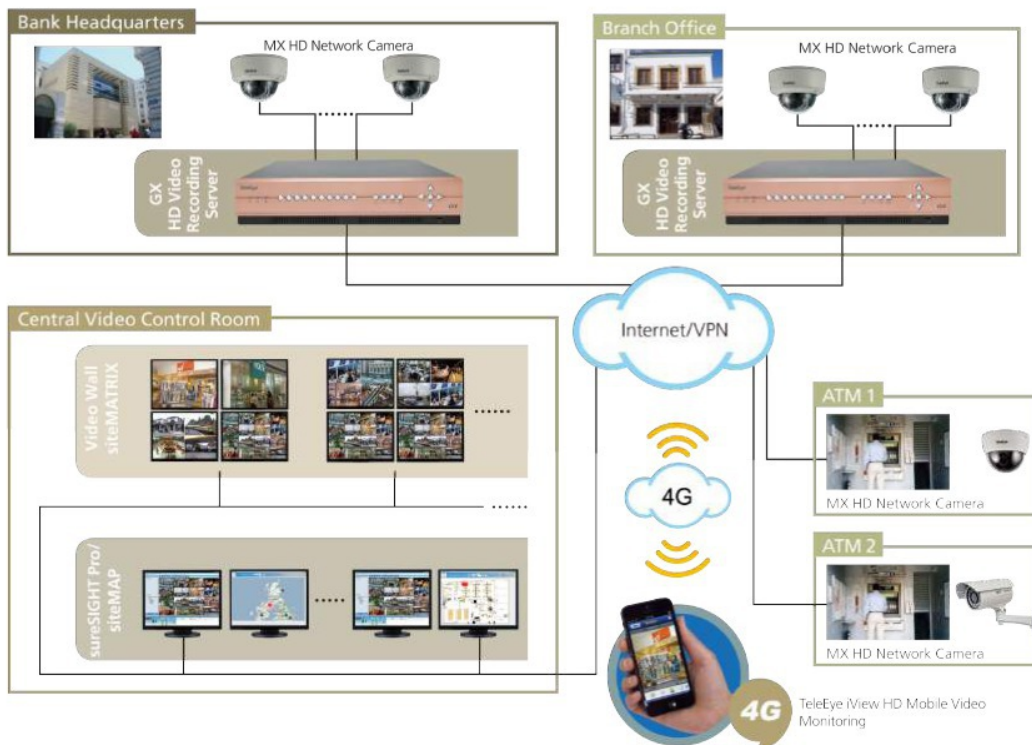 Bank Headquarters
MX HD Network Camera
GX
HD Video
Recording
Server
Branch Office
MX HD Network Camera
GX
HD Video
Recording
Server
Internet/VPN
Central Video Control Room
Video Wall
siteMATRIX
sureSIGHT Pro/
siteMAP
4G
ATM 1
MX HD Network Camera
ATM 2
MX HD Network Camera
4G
TeleEye iView HD Mobile Video
Monitoring